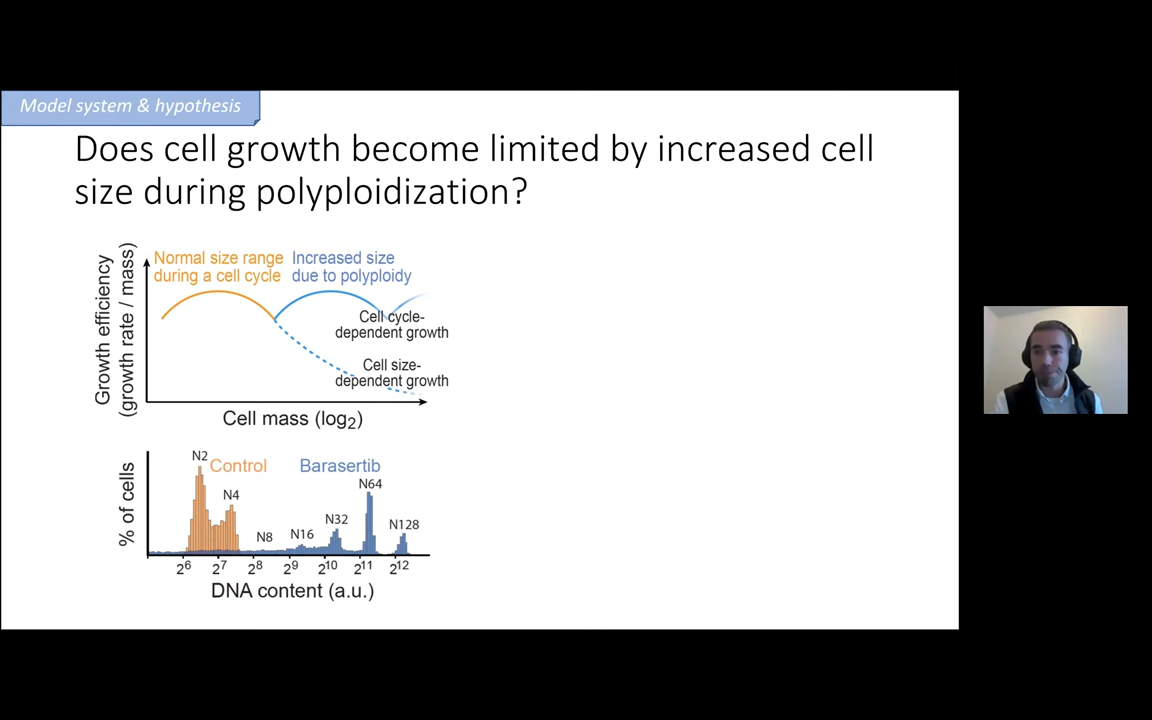 Model system & hypothesis
Does cell growth become limited by increased cell
size during polyploidization?
Growth efficiency
(growth rate / mass)
Normal size range
during a cell cycle
Increased size
due to polyploidy
Cell cycle-
dependent growth
Cell size-
dependent growth
Cell mass (log2)
% of cells
N2
Control
Barasertib
N4
N8
N16
N32
N64
N128
2^6 2^7 2^8 2^9 2^10 2^11 2^12
DNA content (a.u.)